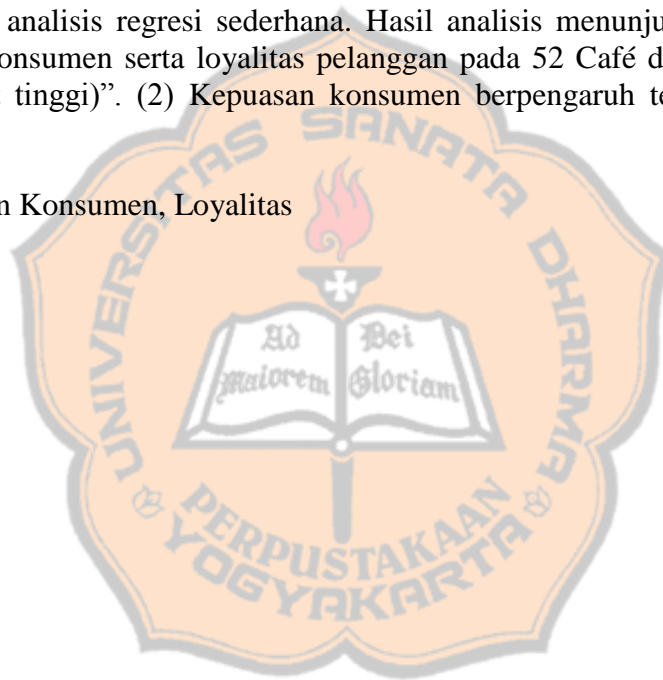 analisis regresi sederhana. Hasil analisis menunju
onsumen serta loyalitas pelanggan pada 52 Café d
tinggi)”. (2) Kepuasan konsumen berpengaruh te
n Konsumen, Loyalitas
UNIVERSITAS SANATA DHARMA
Ad Dei
Maiorem Gloriam
PERPUSTAKAAN
YOGYAKARTA